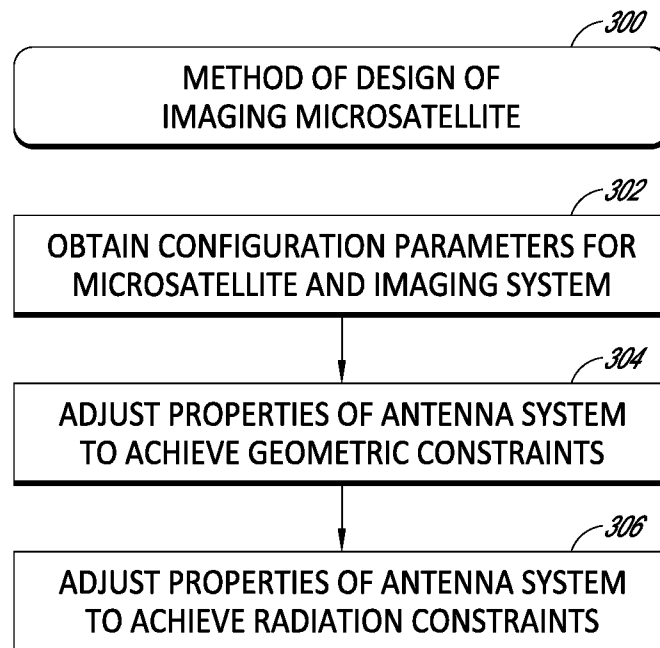 300
METHOD OF DESIGN OF
IMAGING MICROSATELLITE
302
OBTAIN CONFIGURATION PARAMETERS FOR
MICROSATELLITE AND IMAGING SYSTEM
304
ADJUST PROPERTIES OF ANTENNA SYSTEM
TO ACHIEVE GEOMETRIC CONSTRAINTS
306
ADJUST PROPERTIES OF ANTENNA SYSTEM
TO ACHIEVE RADIATION CONSTRAINTS